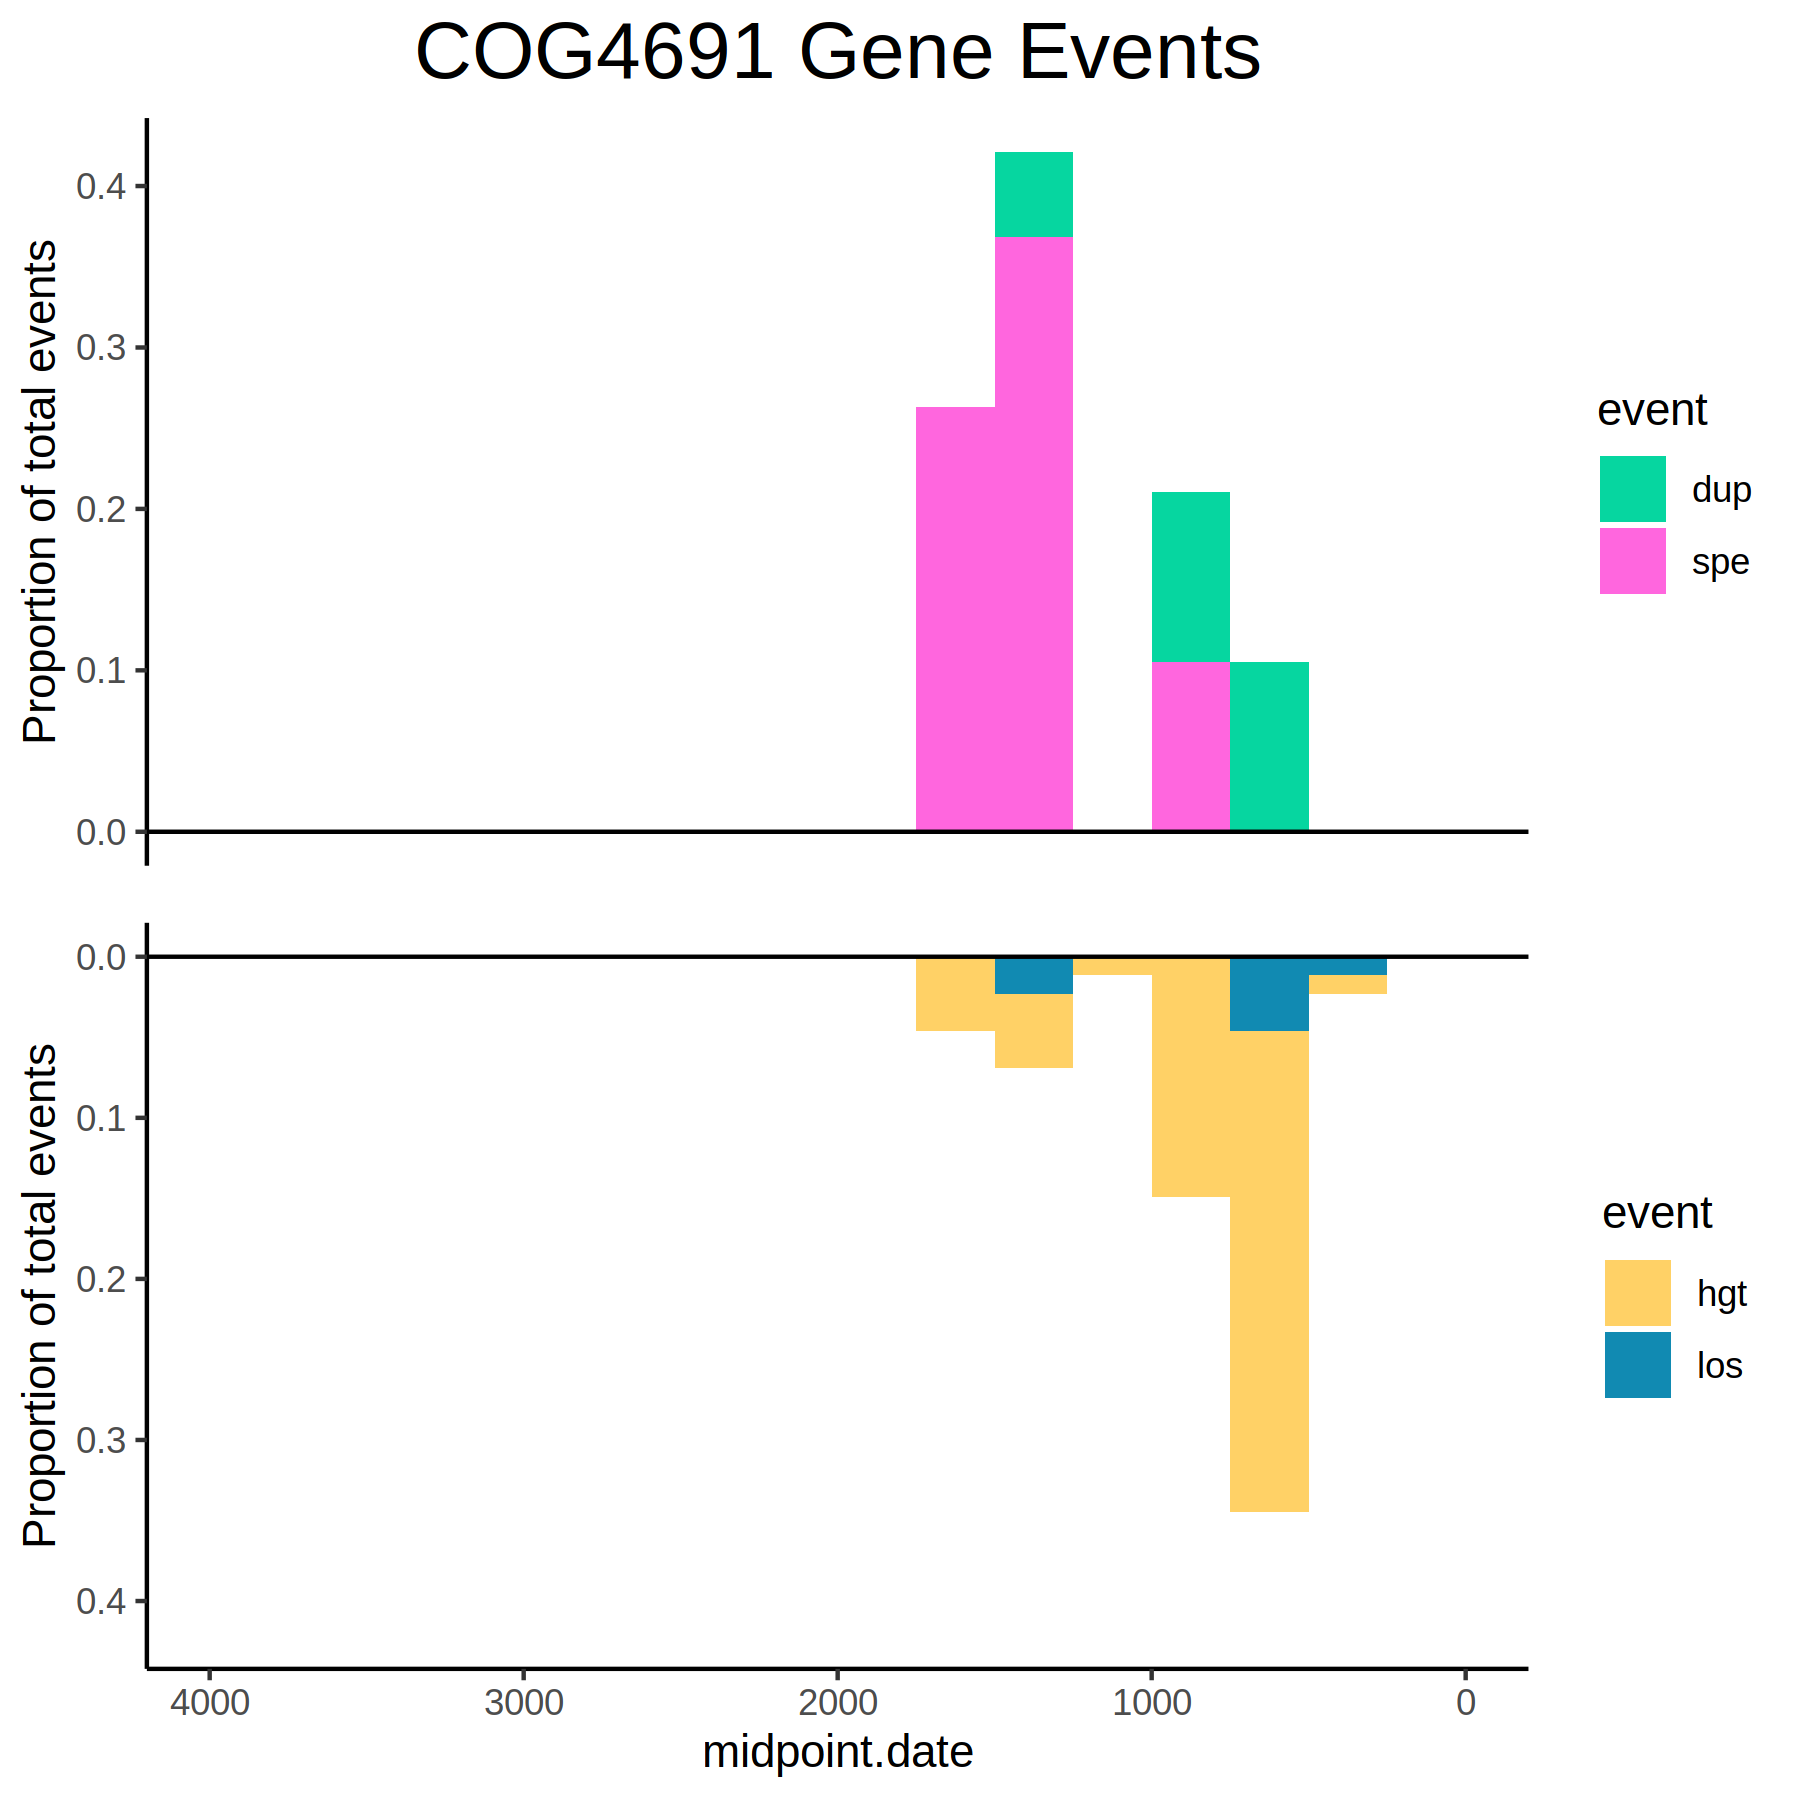 COG4691 Gene Events
Proportion of total events
0.4
0.3
0.2
0.1
0.0
event
dup
spe
Proportion of total events
0.0
0.1
0.2
0.3
0.4
event
hgt
los
4000 3000 2000 1000 0
midpoint.date